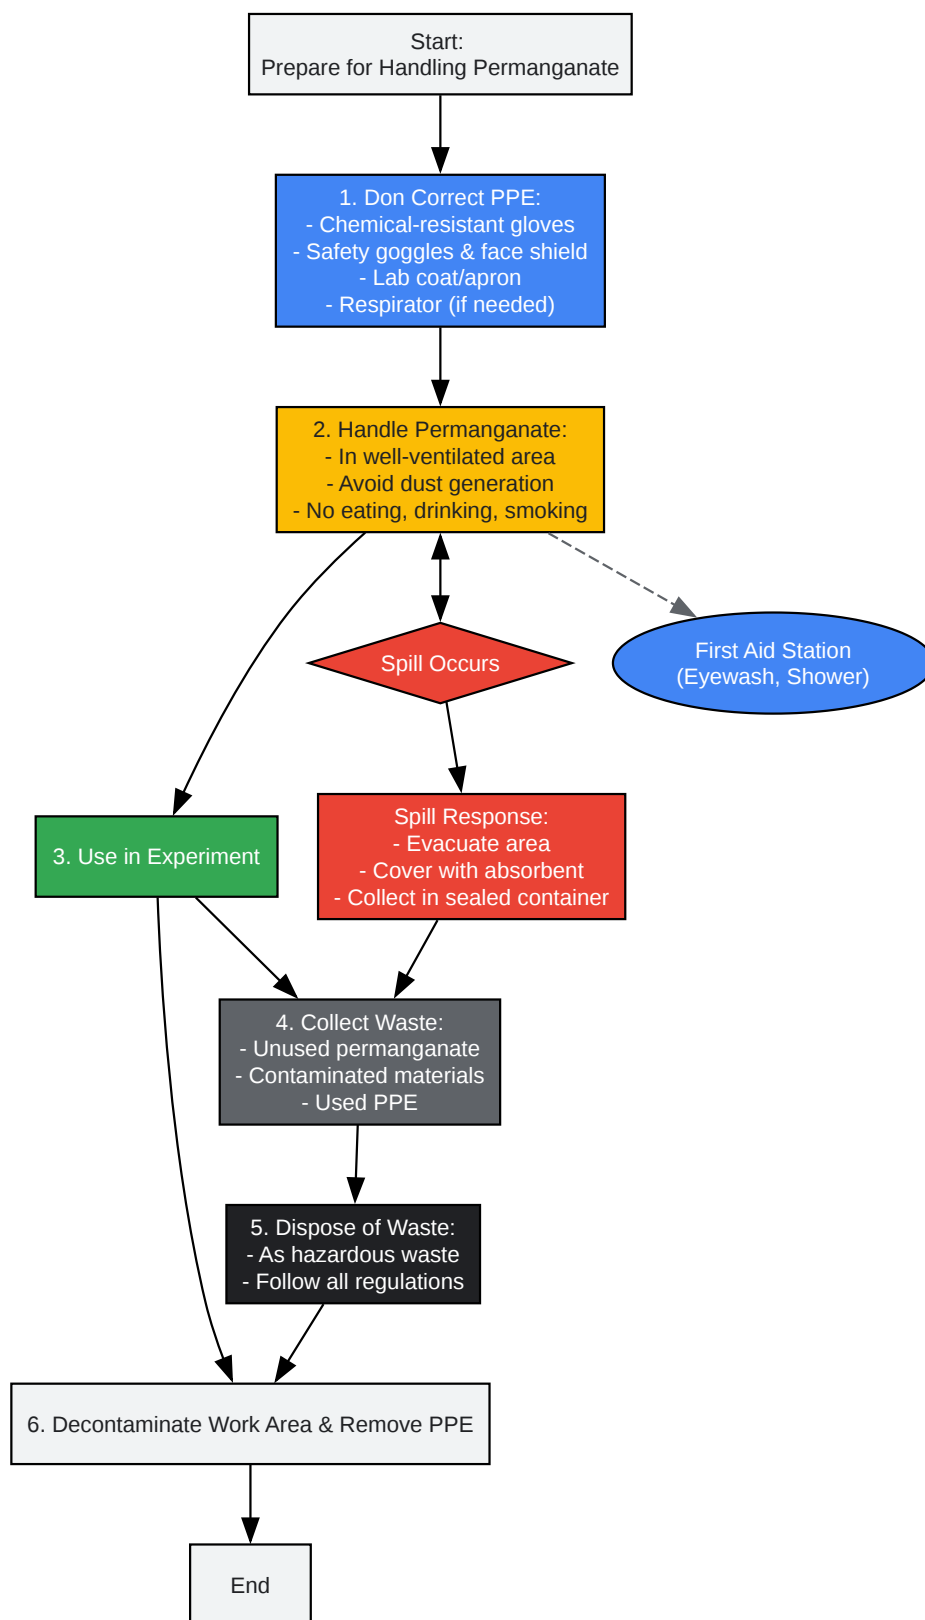 Start:
Prepare for Handling Permanganate
1. Don Correct PPE:
- Chemical-resistant gloves
- Safety goggles & face shield
- Lab coat/apron
- Respirator (if needed)
2. Handle Permanganate:
- In well-ventilated area
- Avoid dust generation
- No eating, drinking, smoking
Spill Occurs
First Aid Station
(Eyewash, Shower)
Spill Response:
- Evacuate area
- Cover with absorbent
- Collect in sealed container
3. Use in Experiment
4. Collect Waste:
- Unused permanganate
- Contaminated materials
- Used PPE
5. Dispose of Waste:
- As hazardous waste
- Follow all regulations
6. Decontaminate Work Area & Remove PPE
End